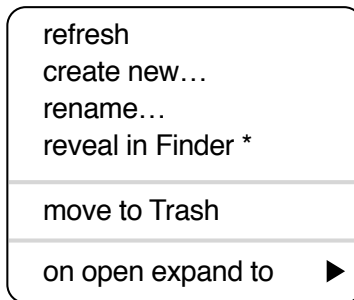 refresh
create new…
rename…
reveal in Finder *
move to Trash
on open expand to ▶